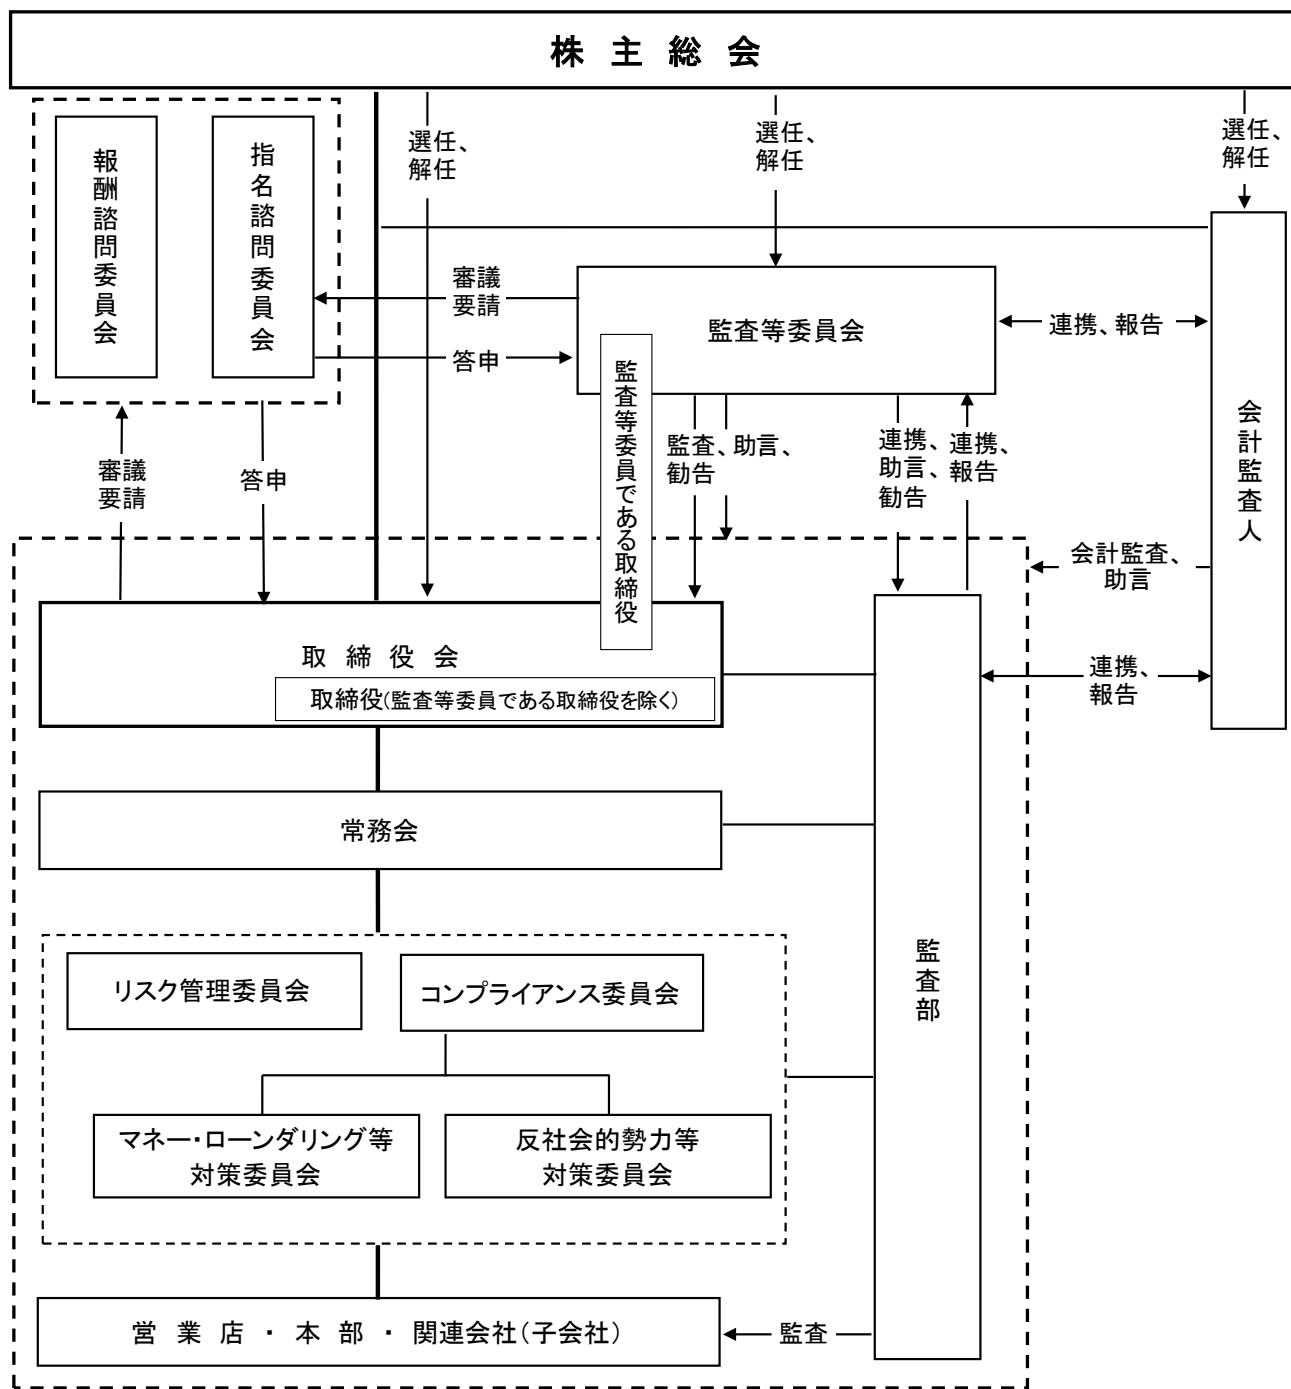 株 主 総 会
報酬諮問委員会
指名諮問委員会
選任、
解任
選任、
解任
選任、
解任
審議
要請
答申
監査等委員会
連携、報告
監査等委員である取締役
会計監査人
審議
要請
答申
監査、
勧告
助言、
連携、
助言、
勧告
連携、
報告
会計監査、
助言
取 締 役 会
取締役(監査等委員である取締役を除く)
連携、
報告
常務会
監査部
リスク管理委員会
コンプライアンス委員会
マネー・ローンダリング等
対策委員会
反社会的勢力等
対策委員会
営 業 店 ・ 本 部 ・ 関連会社(子会社)
監査